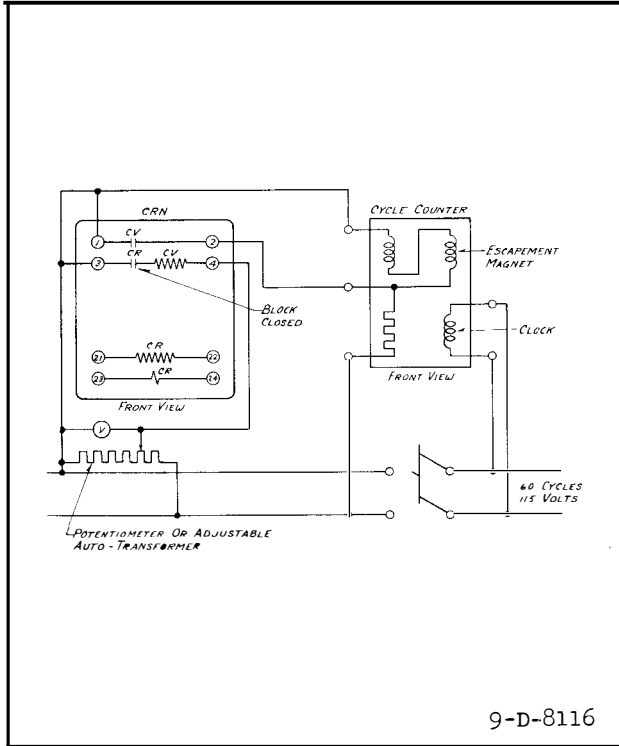 CRN
CYCLE COUNTER
1 CV 2
3 CR CV 4
ESCAPEMENT
MAGNET
BLOCK
CLOSED
CLOCK
21 CR 22
23 CR 24
FRONT VIEW
FRONT VIEW
V
60 CYCLES
115 VOLTS
POTENTIOMETER OR ADJUSTABLE
AUTO-TRANSFORMER
9-D-8116